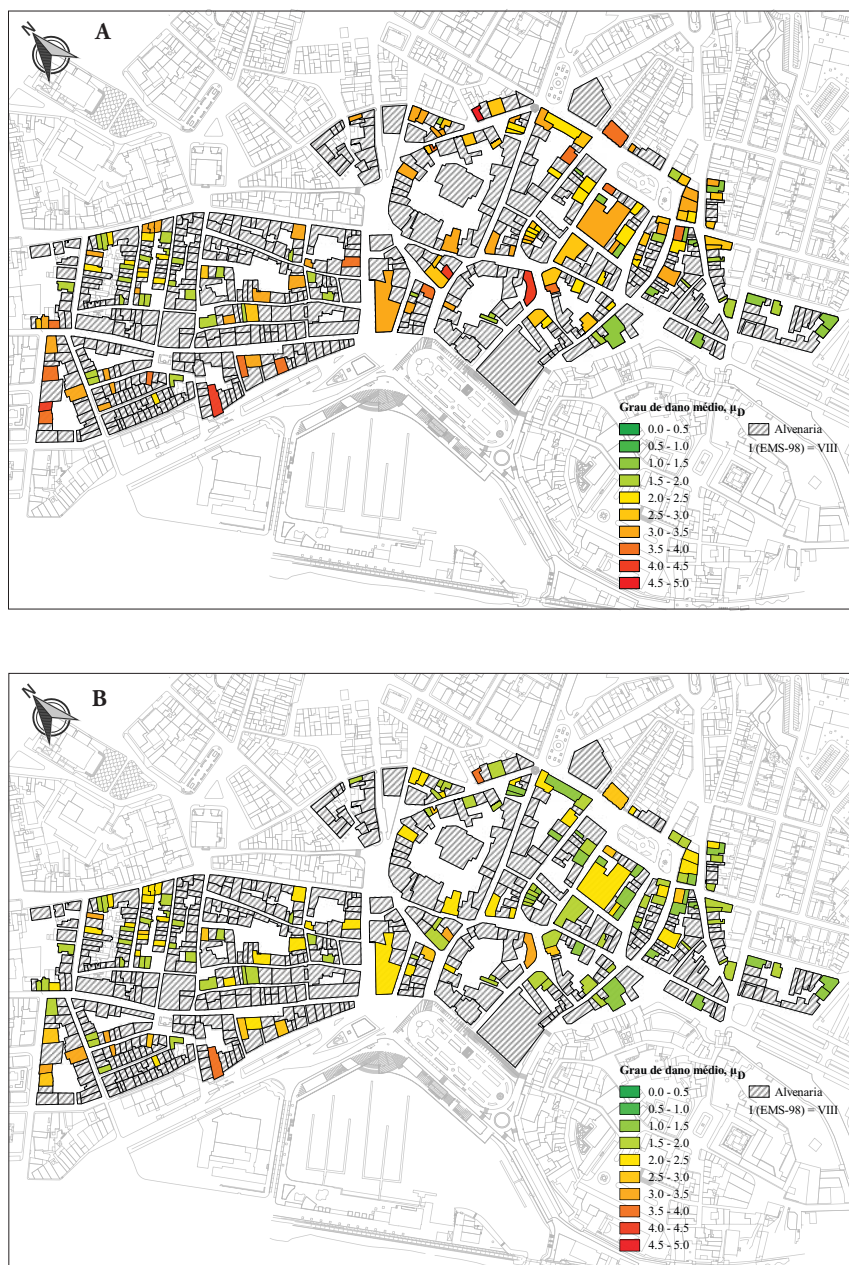 N
A
Grau de dano médio, μD
0.0 - 0.5
0.5 - 1.0
1.0 - 1.5
1.5 - 2.0
2.0 - 2.5
2.5 - 3.0
3.0 - 3.5
3.5 - 4.0
4.0 - 4.5
4.5 - 5.0
Alvenaria
I (EMS-98) = VIII
N
B
Grau de dano médio, μD
0.0 - 0.5
0.5 - 1.0
1.0 - 1.5
1.5 - 2.0
2.0 - 2.5
2.5 - 3.0
3.0 - 3.5
3.5 - 4.0
4.0 - 4.5
4.5 - 5.0
Alvenaria
I (EMS-98) = VIII